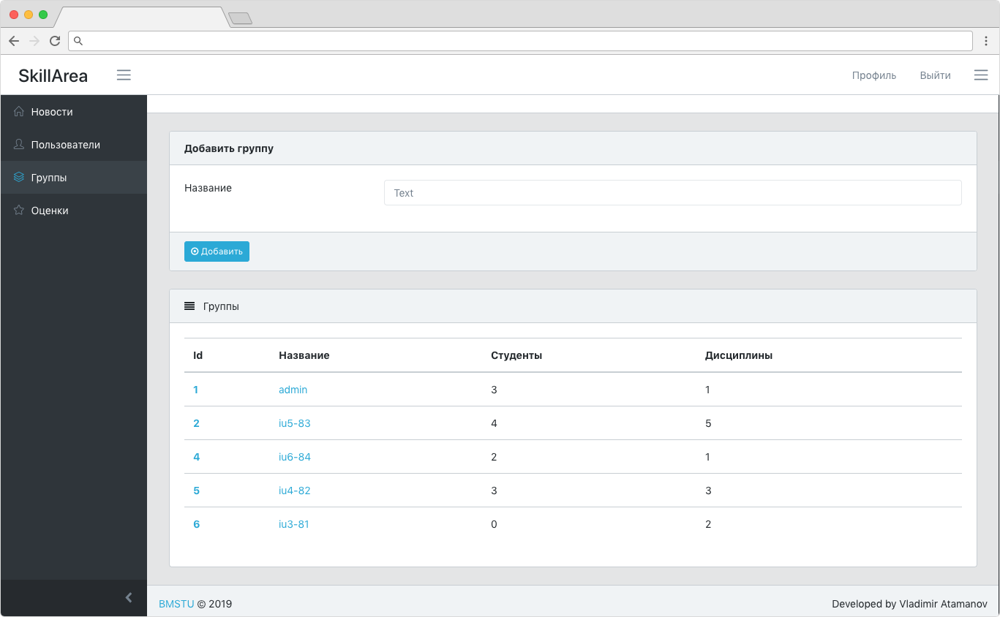 SkillArea Профиль Выйти
Новости
Пользователи
Группы
Оценки
Добавить группу
Название Text
Добавить
Группы
Id Название Студенты Дисциплины
1 admin 3 1
2 iu5-83 4 5
4 iu6-84 2 1
5 iu4-82 3 3
6 iu3-81 0 2
BMSTU © 2019 Developed by Vladimir Atamanov